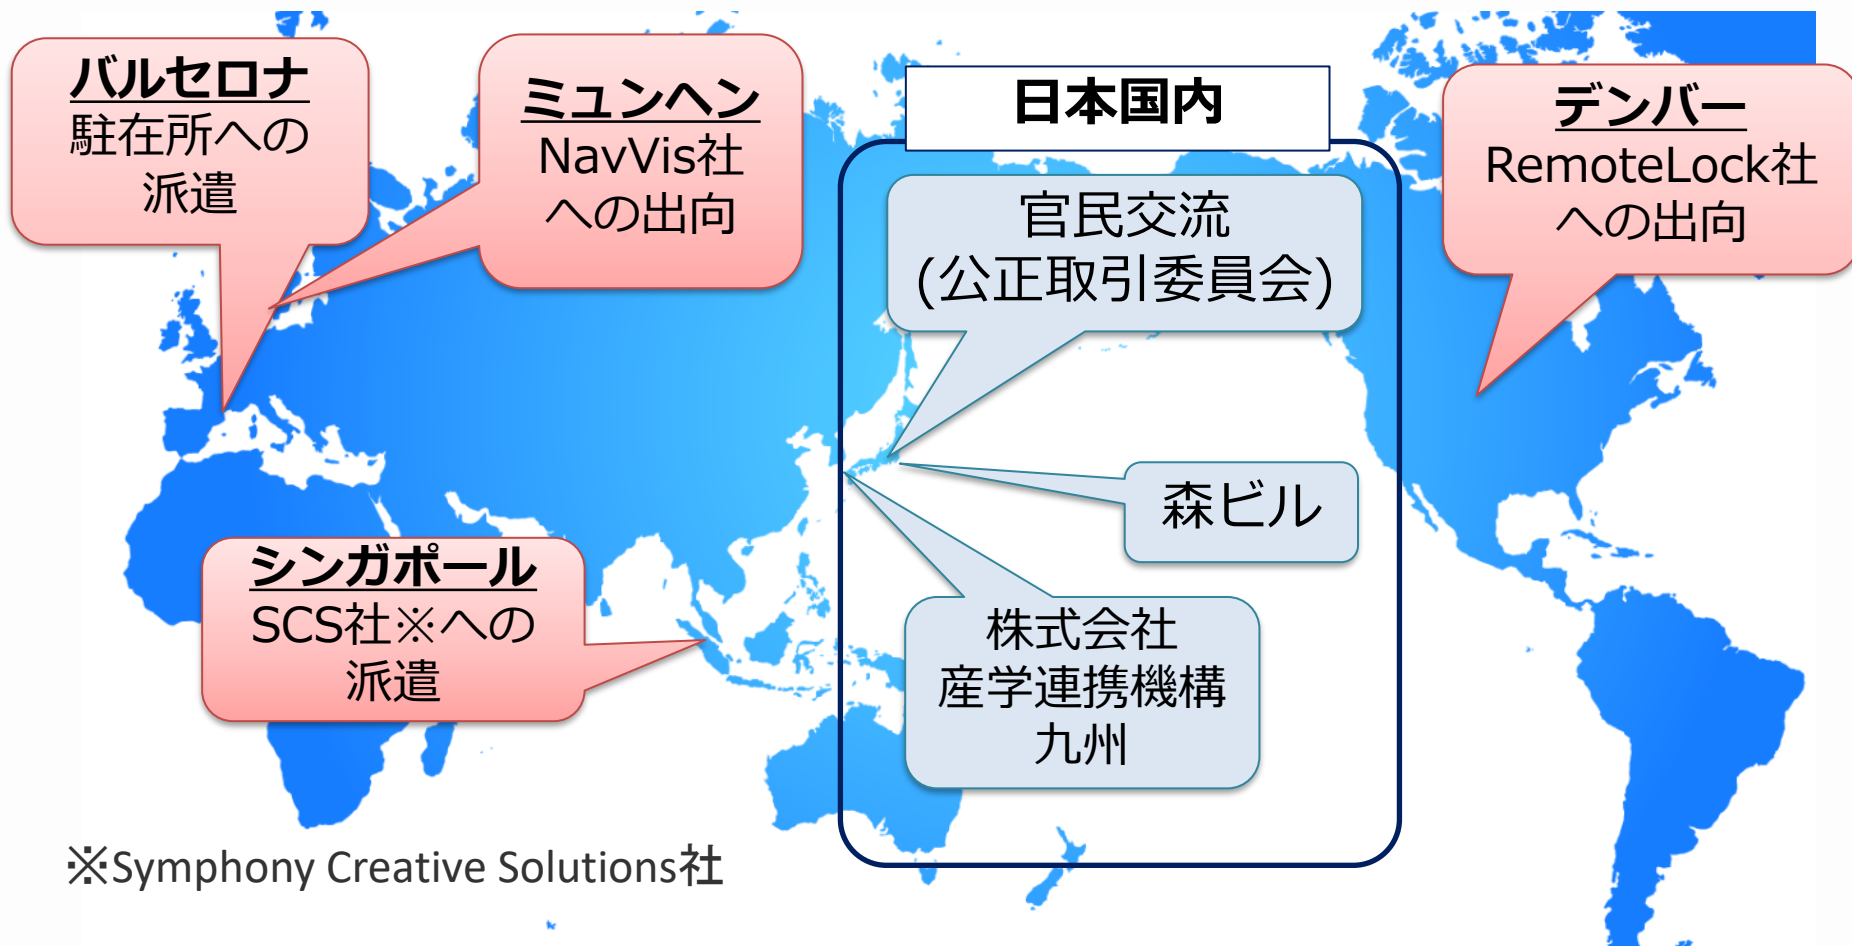 バルセロナ
駐在所への
派遣
ミュンヘン
NavVis社
への出向
日本国内
官民交流
(公正取引委員会)
デンバー
RemoteLock社
への出向
森ビル
シンガポール
SCS社※への
派遣
株式会社
産学連携機構
九州
※Symphony Creative Solutions社